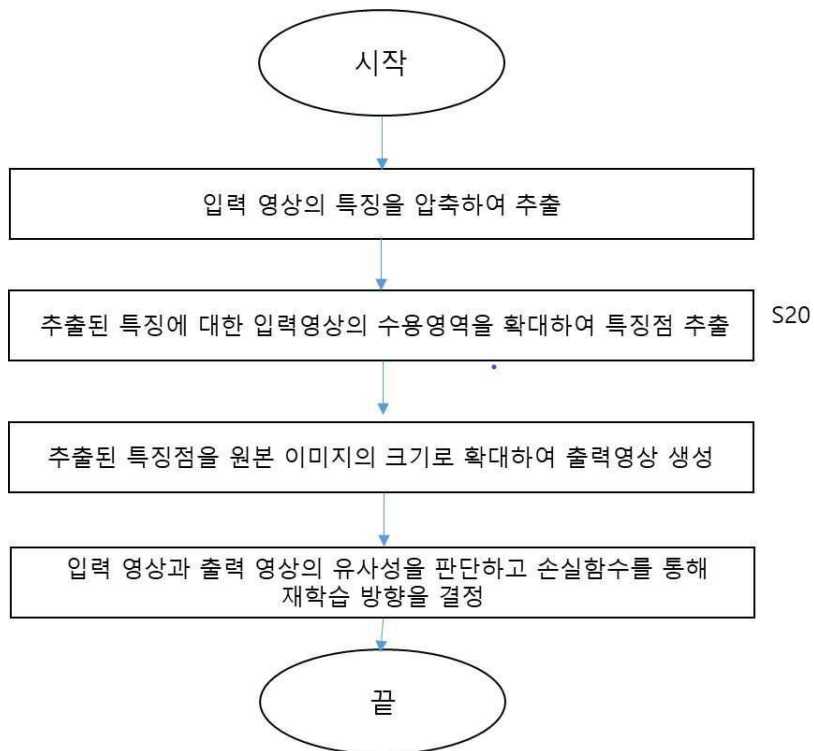 시작
입력 영상의 특징을 압축하여 추출
추출된 특징에 대한 입력영상의 수용영역을 확대하여 특징점 추출
S20
추출된 특징점을 원본 이미지의 크기로 확대하여 출력영상 생성
입력 영상과 출력 영상의 유사성을 판단하고 손실함수를 통해
재학습 방향을 결정
끝